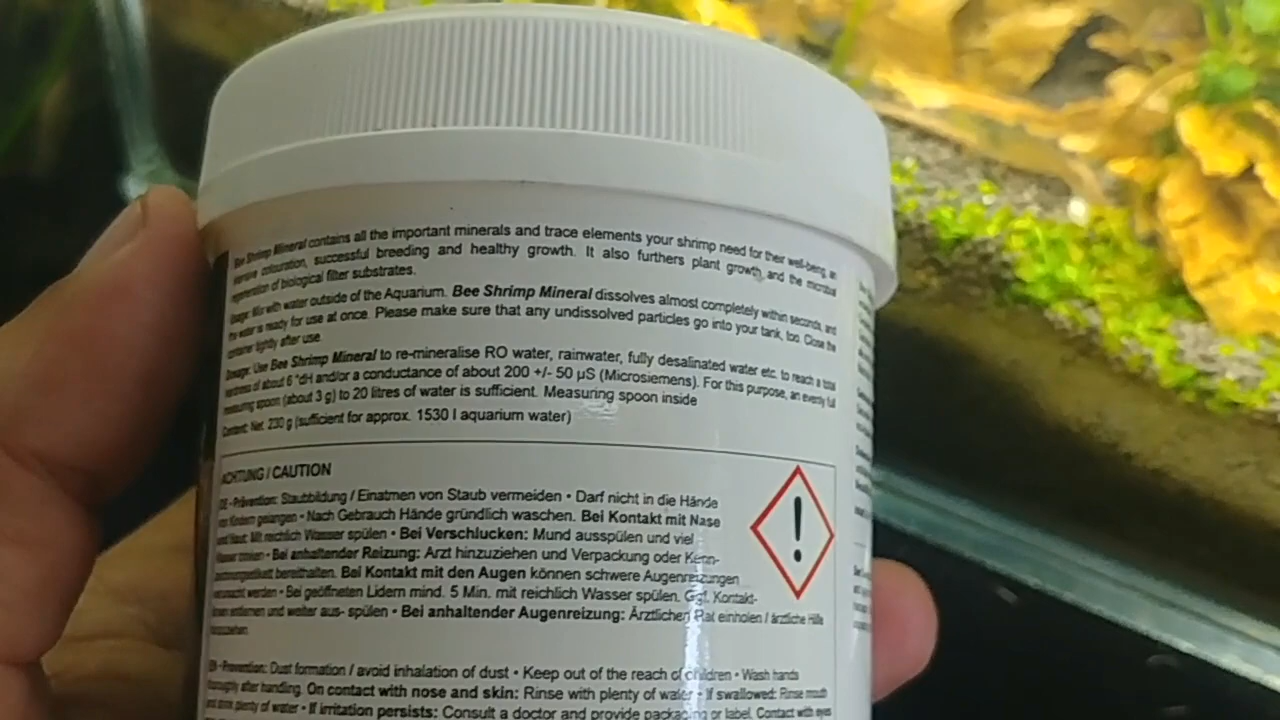 Bee Shrimp Mineral contains all the important minerals and trace elements your shrimp need for their well-being, an
intensive colouration, successful breeding and healthy growth. It also furthers plant growth, and the microbial
regeneration of biological filter substrates.
Usage: Mix with water outside of the Aquarium. Bee Shrimp Mineral dissolves almost completely within seconds, and
the water is ready for use at once. Please make sure that any undissolved particles go into your tank, too. Close the
container tightly after use.
Dosage: Use Bee Shrimp Mineral to re-mineralise RO water, rainwater, fully desalinated water etc. to reach a total
hardness of about 6 °dH and/or a conductance of about 200 +/- 50 µS (Microsiemens). For this purpose, an evenly full
measuring spoon (about 3 g) to 20 litres of water is sufficient. Measuring spoon inside
Content: Net. 230 g (sufficient for approx. 1530 l aquarium water)
ACHTUNG / CAUTION
DE - Prävention: Staubbildung / Einatmen von Staub vermeiden • Darf nicht in die Hände
von Kindern gelangen • Nach Gebrauch Hände gründlich waschen. Bei Kontakt mit Nase
und Haut: Mit reichlich Wasser spülen • Bei Verschlucken: Mund ausspülen und viel
Wasser trinken • Bei anhaltender Reizung: Arzt hinzuziehen und Verpackung oder Kenn-
zeichnungsetikett bereithalten. Bei Kontakt mit den Augen können schwere Augenreizungen
verursacht werden • Bei geöffneten Lidern mind. 5 Min. mit reichlich Wasser spülen. Ggf. Kontakt-
linsen entfernen und weiter aus- spülen • Bei anhaltender Augenreizung: Ärztlichen Rat einholen / ärztliche Hilfe
hinzuziehen.
EN - Prevention: Dust formation / avoid inhalation of dust • Keep out of the reach of children • Wash hands
thoroughly after handling. On contact with nose and skin: Rinse with plenty of water • If swallowed: Rinse mouth
and drink plenty of water • If irritation persists: Consult a doctor and provide packaging or label. Contact with eyes